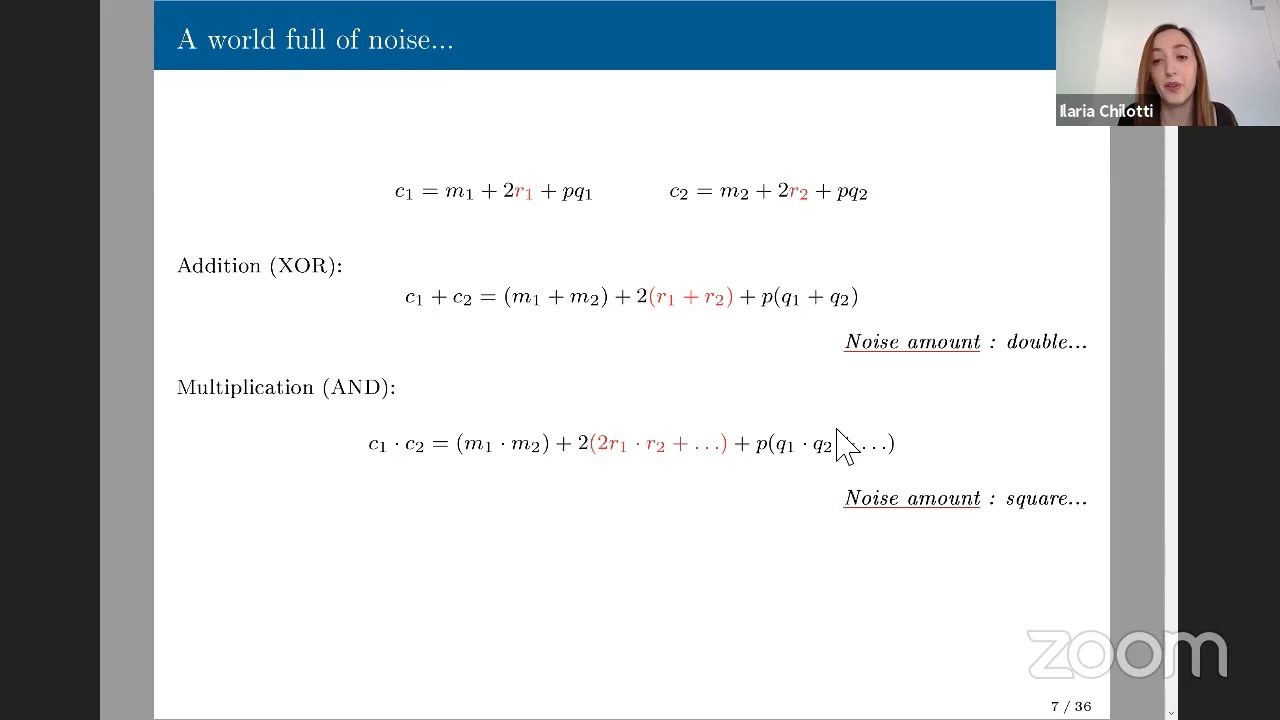 A world full of noise...
Ilaria Chilotti
c₁ = m₁ + 2r₁ + pq₁ c₂ = m₂ + 2r₂ + pq₂
Addition (XOR):
c₁ + c₂ = (m₁ + m₂) + 2(r₁ + r₂) + p(q₁ + q₂)
Noise amount : double...
Multiplication (AND):
c₁ · c₂ = (m₁ · m₂) + 2(2r₁ · r₂ + ...) + p(q₁ · q₂ ...)
Noise amount : square...
zoom
7 / 36